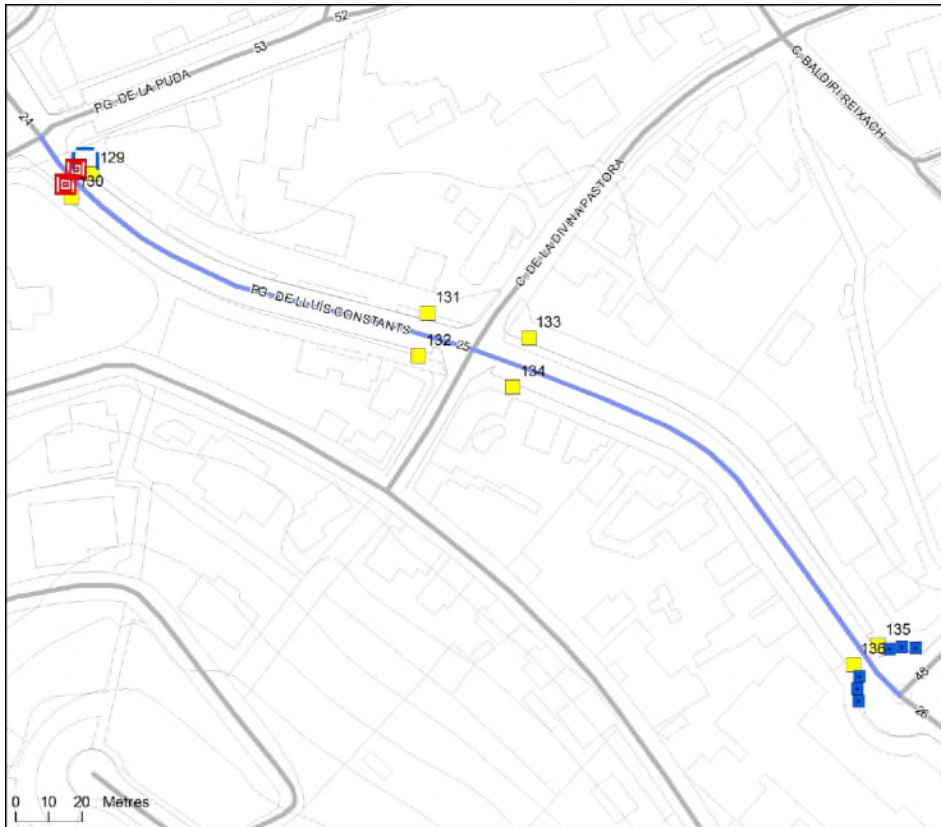 52
53
PG. DE LA PUDA
C. BALDIRI REIXACH
24
129
130
C. DE LA DIVINA PASTORA
PG. DE LLUÍS CONSTANTS
131
132
25
133
134
135
136
48
26
0 10 20 Metres